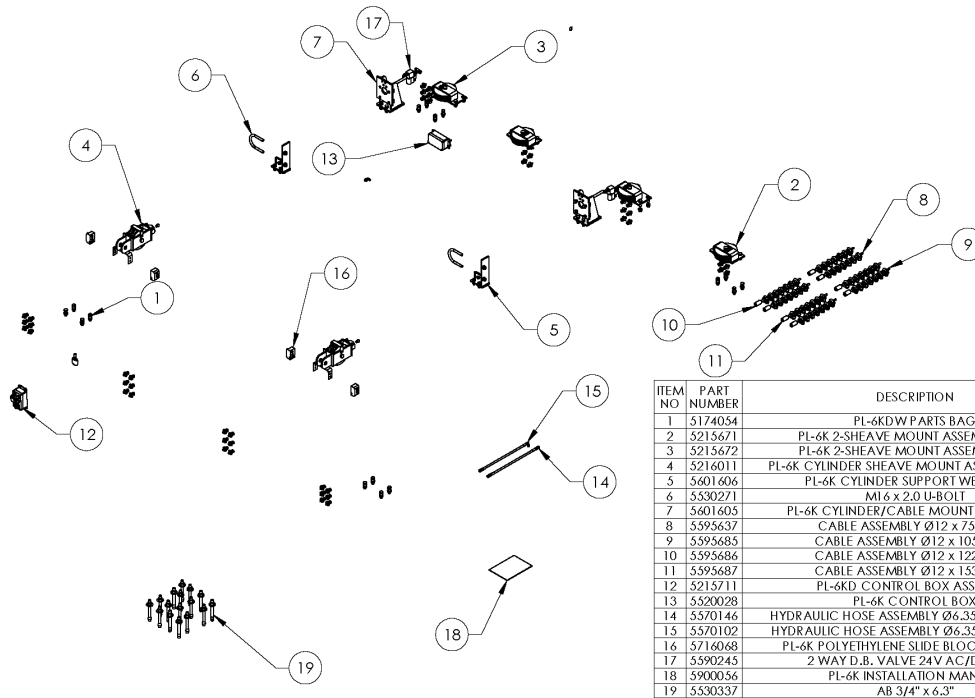 17
7
3
6
13
4
2
8
9
16
1
10
5
11
12
15
14
18
19
ITEM NO PART NUMBER DESCRIPTION
1 5174054 PL-6KDW PARTS BAG
2 5215671 PL-6K 2-SHEAVE MOUNT
3 5215672 PL-6K 2-SHEAVE MOUNT
4 5216011 PL-6K CYLINDER SHEAVE MOUNT
5 5601606 PL-6K CYLINDER SUPPORT
6 5530271 M16 x 2.0 U-BOLT
7 5601605 PL-6K CYLINDER/CABLE MOUNT
8 5595637 CABLE ASSEMBLY Ø12 x 75
9 5595685 CABLE ASSEMBLY Ø12 x 105
10 5595686 CABLE ASSEMBLY Ø12 x 122
11 5595687 CABLE ASSEMBLY Ø12 x 153
12 5215711 PL-6KD CONTROL BOX ASS
13 5520028 PL-6K CONTROL BOX
14 5570146 HYDRAULIC HOSE ASSEMBLY Ø6.35
15 5570102 HYDRAULIC HOSE ASSEMBLY Ø6.35
16 5716068 PL-6K POLYETHYLENE SLIDE BLOC
17 5590245 2 WAY D.B. VALVE 24V AC/D
18 5900056 PL-6K INSTALLATION MAN
19 5530337 AB 3/4" x 6.3"